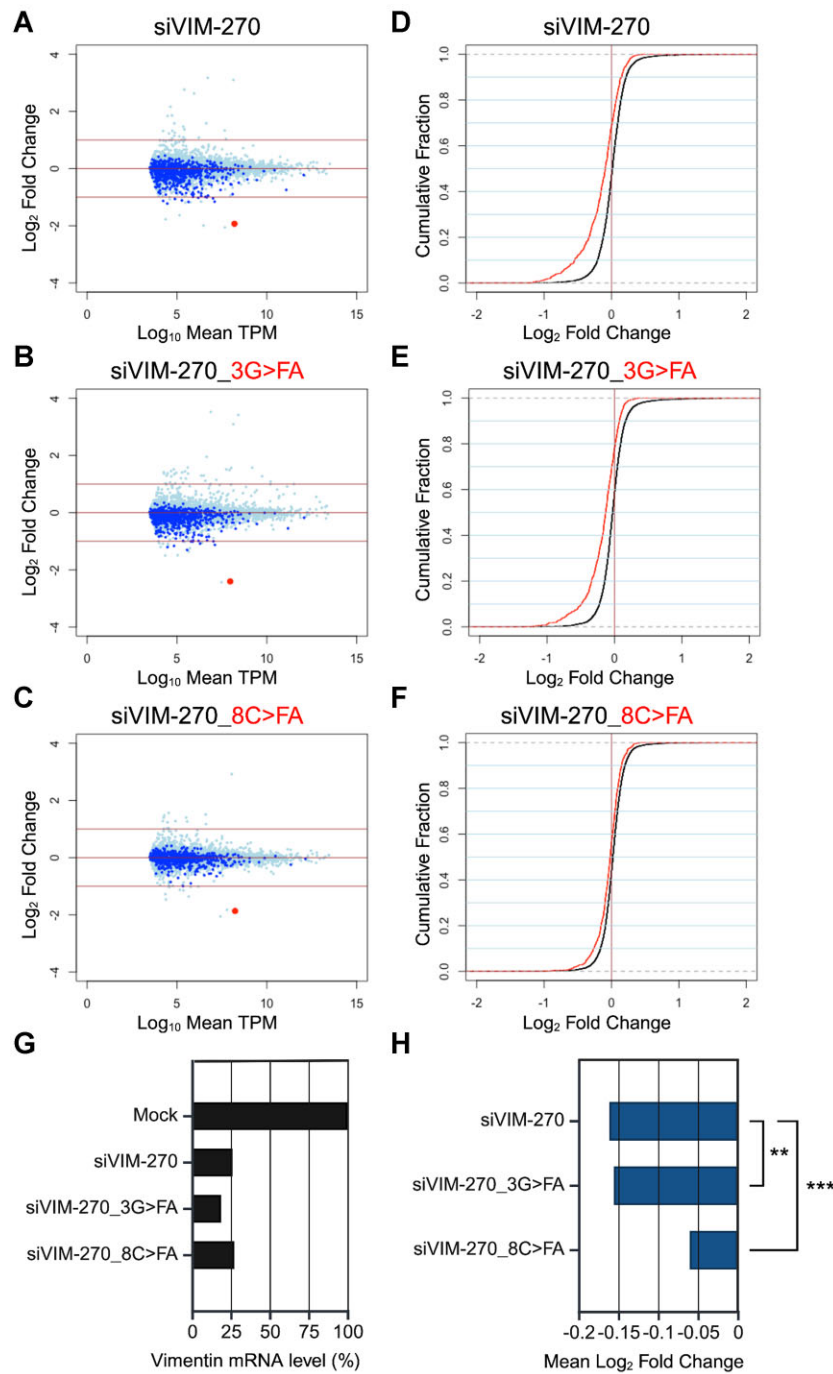 A
siVIM-270
4
2
0
-2
-4
Log₂ Fold Change
0
5
10
15
Log₁₀ Mean TPM
D
siVIM-270
1.0
0.8
0.6
0.4
0.2
0.0
Cumulative Fraction
-2
-1
0
1
2
Log₂ Fold Change
B
siVIM-270_3G>FA
4
2
0
-2
-4
Log₂ Fold Change
0
5
10
15
Log₁₀ Mean TPM
E
siVIM-270_3G>FA
1.0
0.8
0.6
0.4
0.2
0.0
Cumulative Fraction
-2
-1
0
1
2
Log₂ Fold Change
C
siVIM-270_8C>FA
4
2
0
-2
-4
Log₂ Fold Change
0
5
10
15
Log₁₀ Mean TPM
F
siVIM-270_8C>FA
1.0
0.8
0.6
0.4
0.2
0.0
Cumulative Fraction
-2
-1
0
1
2
Log₂ Fold Change
G
Mock
siVIM-270
siVIM-270_3G>FA
siVIM-270_8C>FA
0
25
50
75
100
Vimentin mRNA level (%)
H
siVIM-270
siVIM-270_3G>FA
siVIM-270_8C>FA
**
***
-0.2
-0.15
-0.1
-0.05
0
Mean Log₂ Fold Change